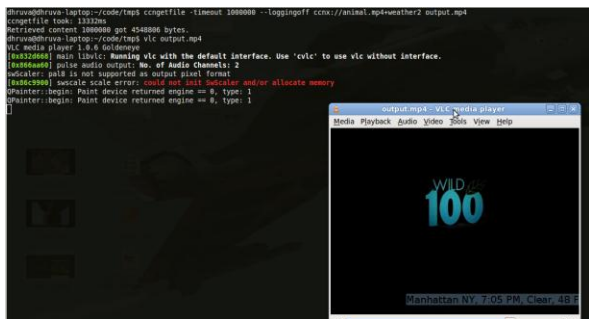 dhruva@dhruva-laptop:~/code/tmp$ ccngetfile -timeout 1000000 --loggingoff ccnx://animal.mp4+weather2 output.mp4
ccngetfile took: 13332ms
Retrieved content 1000000 got 4548806 bytes.
dhruva@dhruva-laptop:~/code/tmp$ vlc output.mp4
VLC media player 1.0.6 Goldeneye
[0x832d668] main libvlc: Running vlc with the default interface. Use 'cvlc' to use vlc without interface.
[0x866aa60] pulse audio output: No. of Audio Channels: 2
swScaler: pal8 is not supported as output pixel format
[0x86c9900] swscale scale error: could not init SwScaler and/or allocate memory
QPainter::begin: Paint device returned engine == 0, type: 1
QPainter::begin: Paint device returned engine == 0, type: 1
output.mp4 - VLC media player
Media Playback Audio Video Tools View Help
WILD
100
Manhattan NY, 7:05 PM, Clear, 48 F